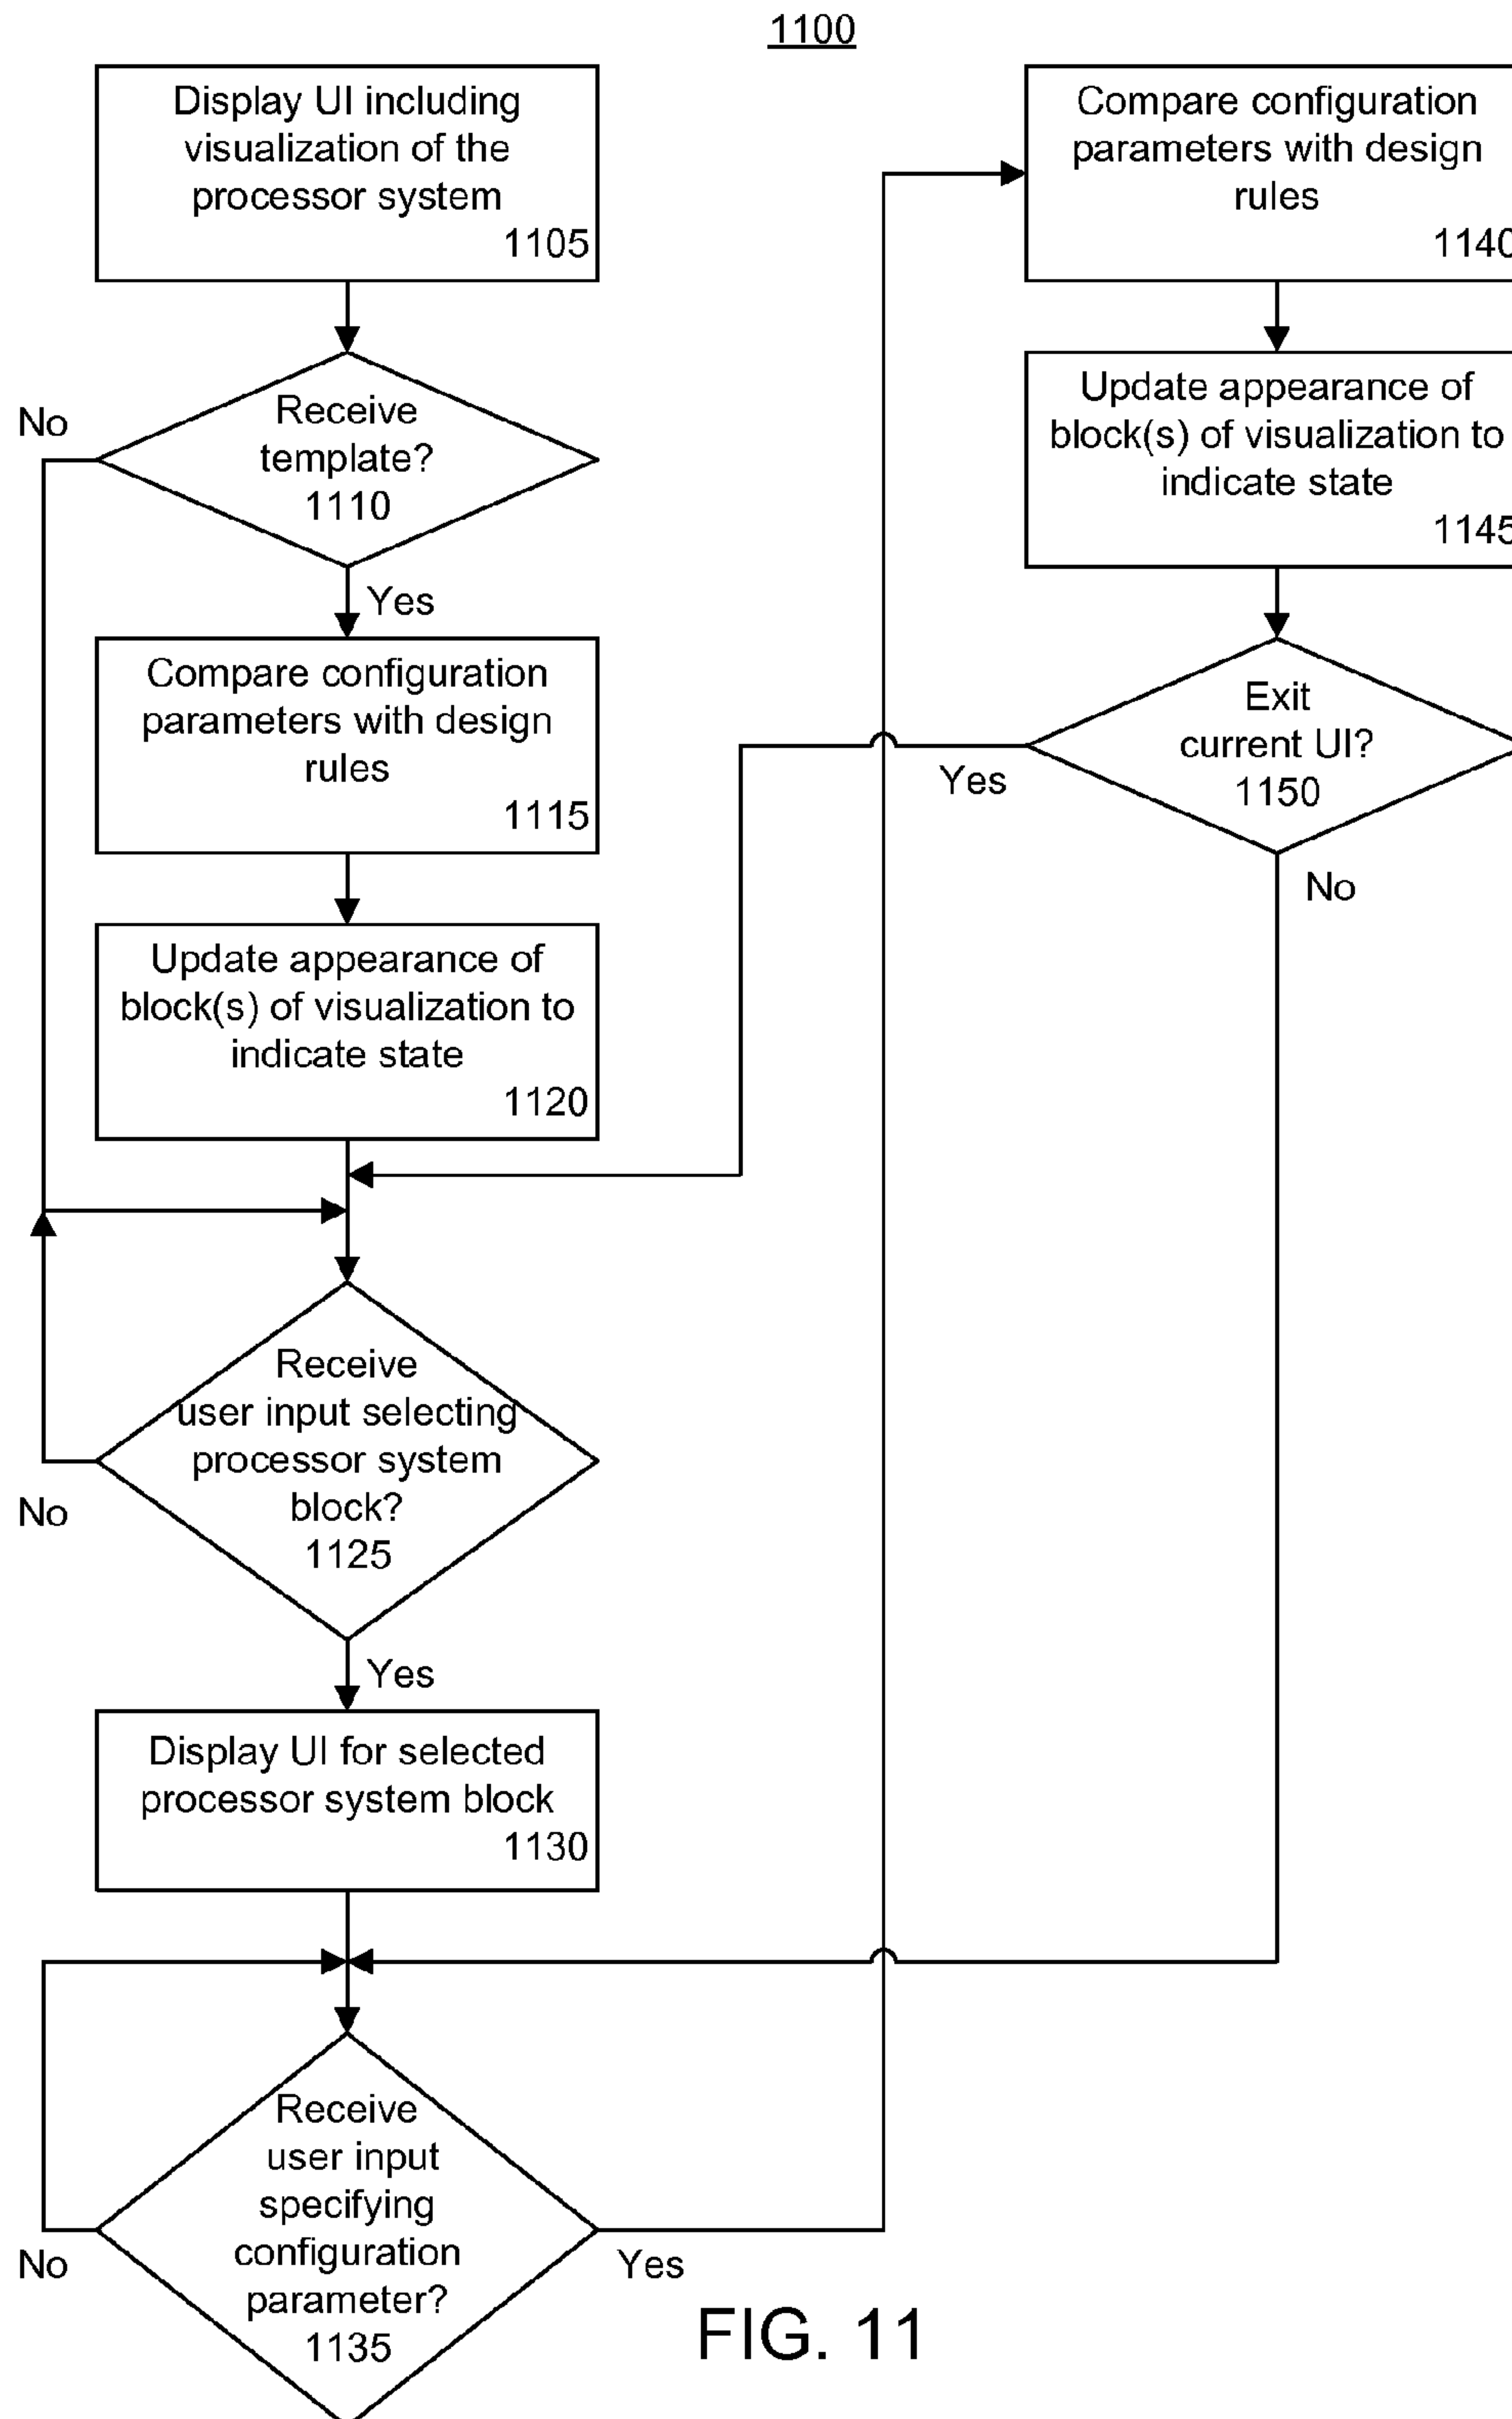 1100
Display UI including
visualization of the
processor system
1105
No
Receive
template?
1110
Yes
Compare configuration
parameters with design
rules
1115
Update appearance of
block(s) of visualization to
indicate state
1120
Receive
user input selecting
processor system
block?
1125
No
Yes
Display UI for selected
processor system block
1130
Receive
user input
specifying
configuration
parameter?
1135
No
Yes
Compare configuration
parameters with design
rules
1140
Update appearance of
block(s) of visualization to
indicate state
1145
Exit
current UI?
1150
Yes
No
FIG. 11